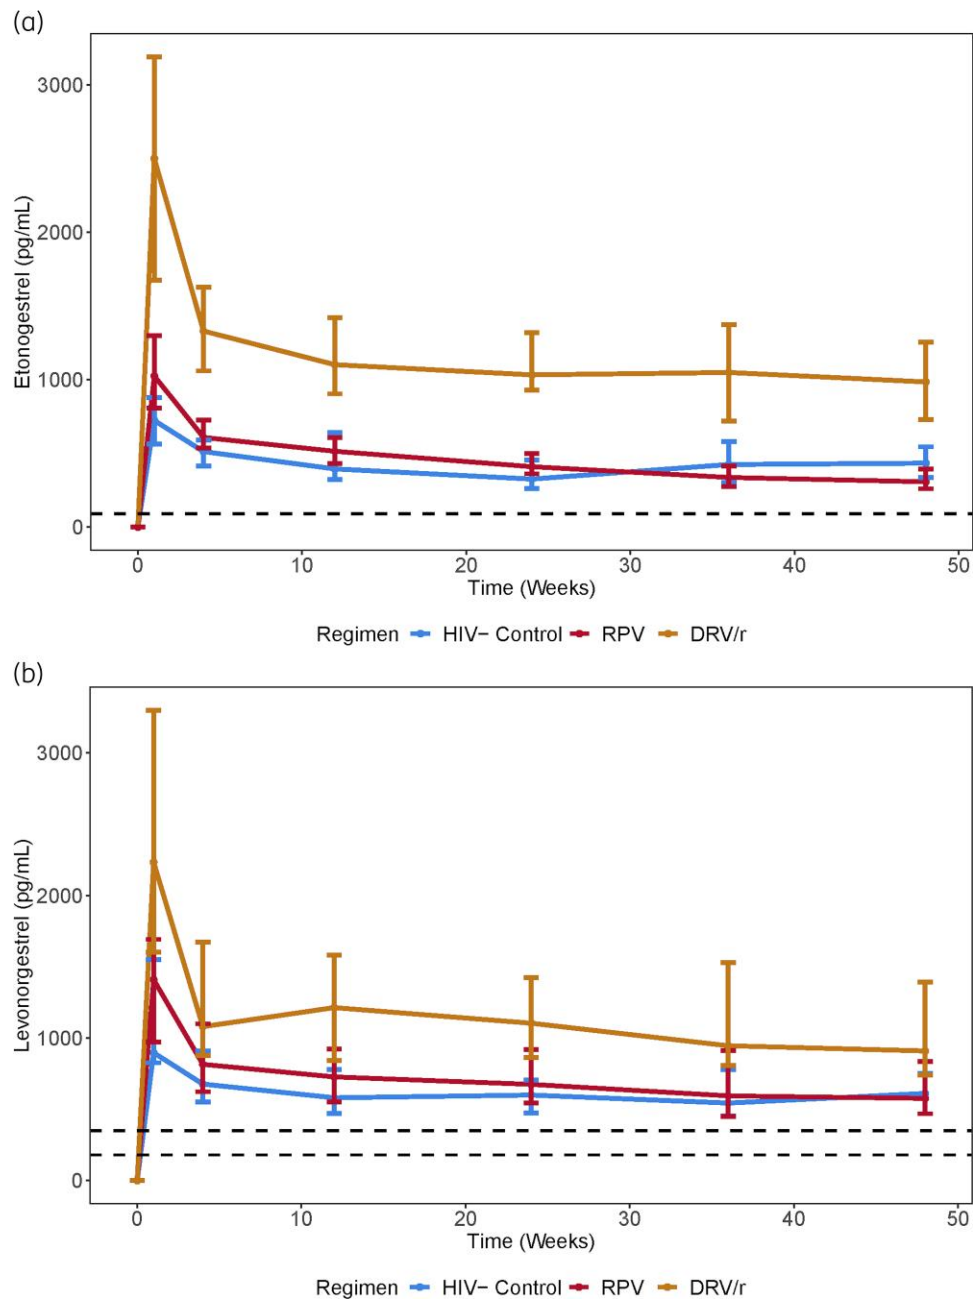 (a)
3000
2000
1000
0
Etonogestrel (pg/mL)
0 10 20 30 40 50
Time (Weeks)
Regimen HIV− Control RPV DRV/r
(b)
3000
2000
1000
0
Levonorgestrel (pg/mL)
0 10 20 30 40 50
Time (Weeks)
Regimen HIV− Control RPV DRV/r